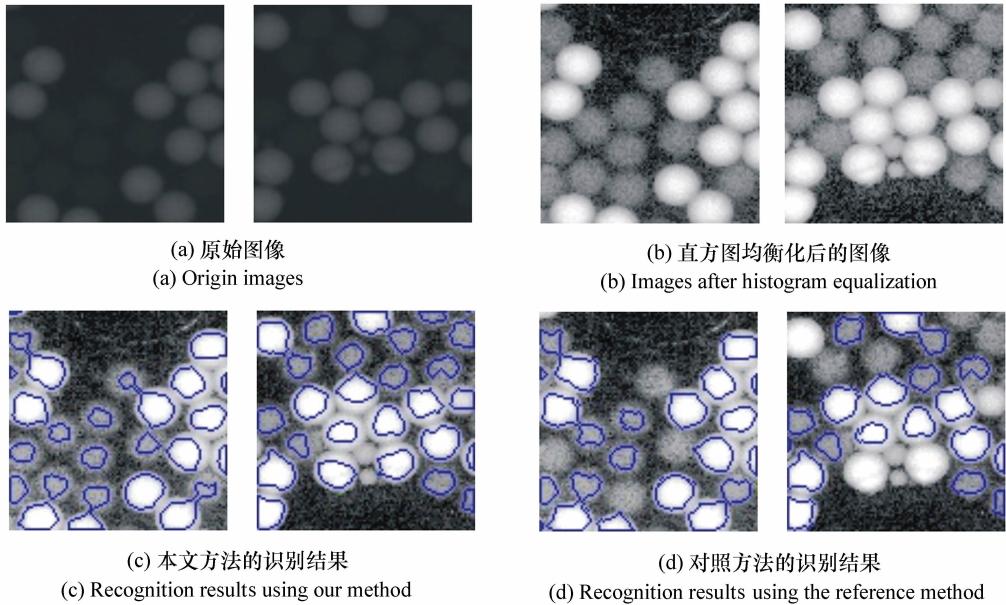 (a) 原始图像
(a) Origin images
(b) 直方图均衡化后的图像
(b) Images after histogram equalization
(c) 本文方法的识别结果
(c) Recognition results using our method
(d) 对照方法的识别结果
(d) Recognition results using the reference method